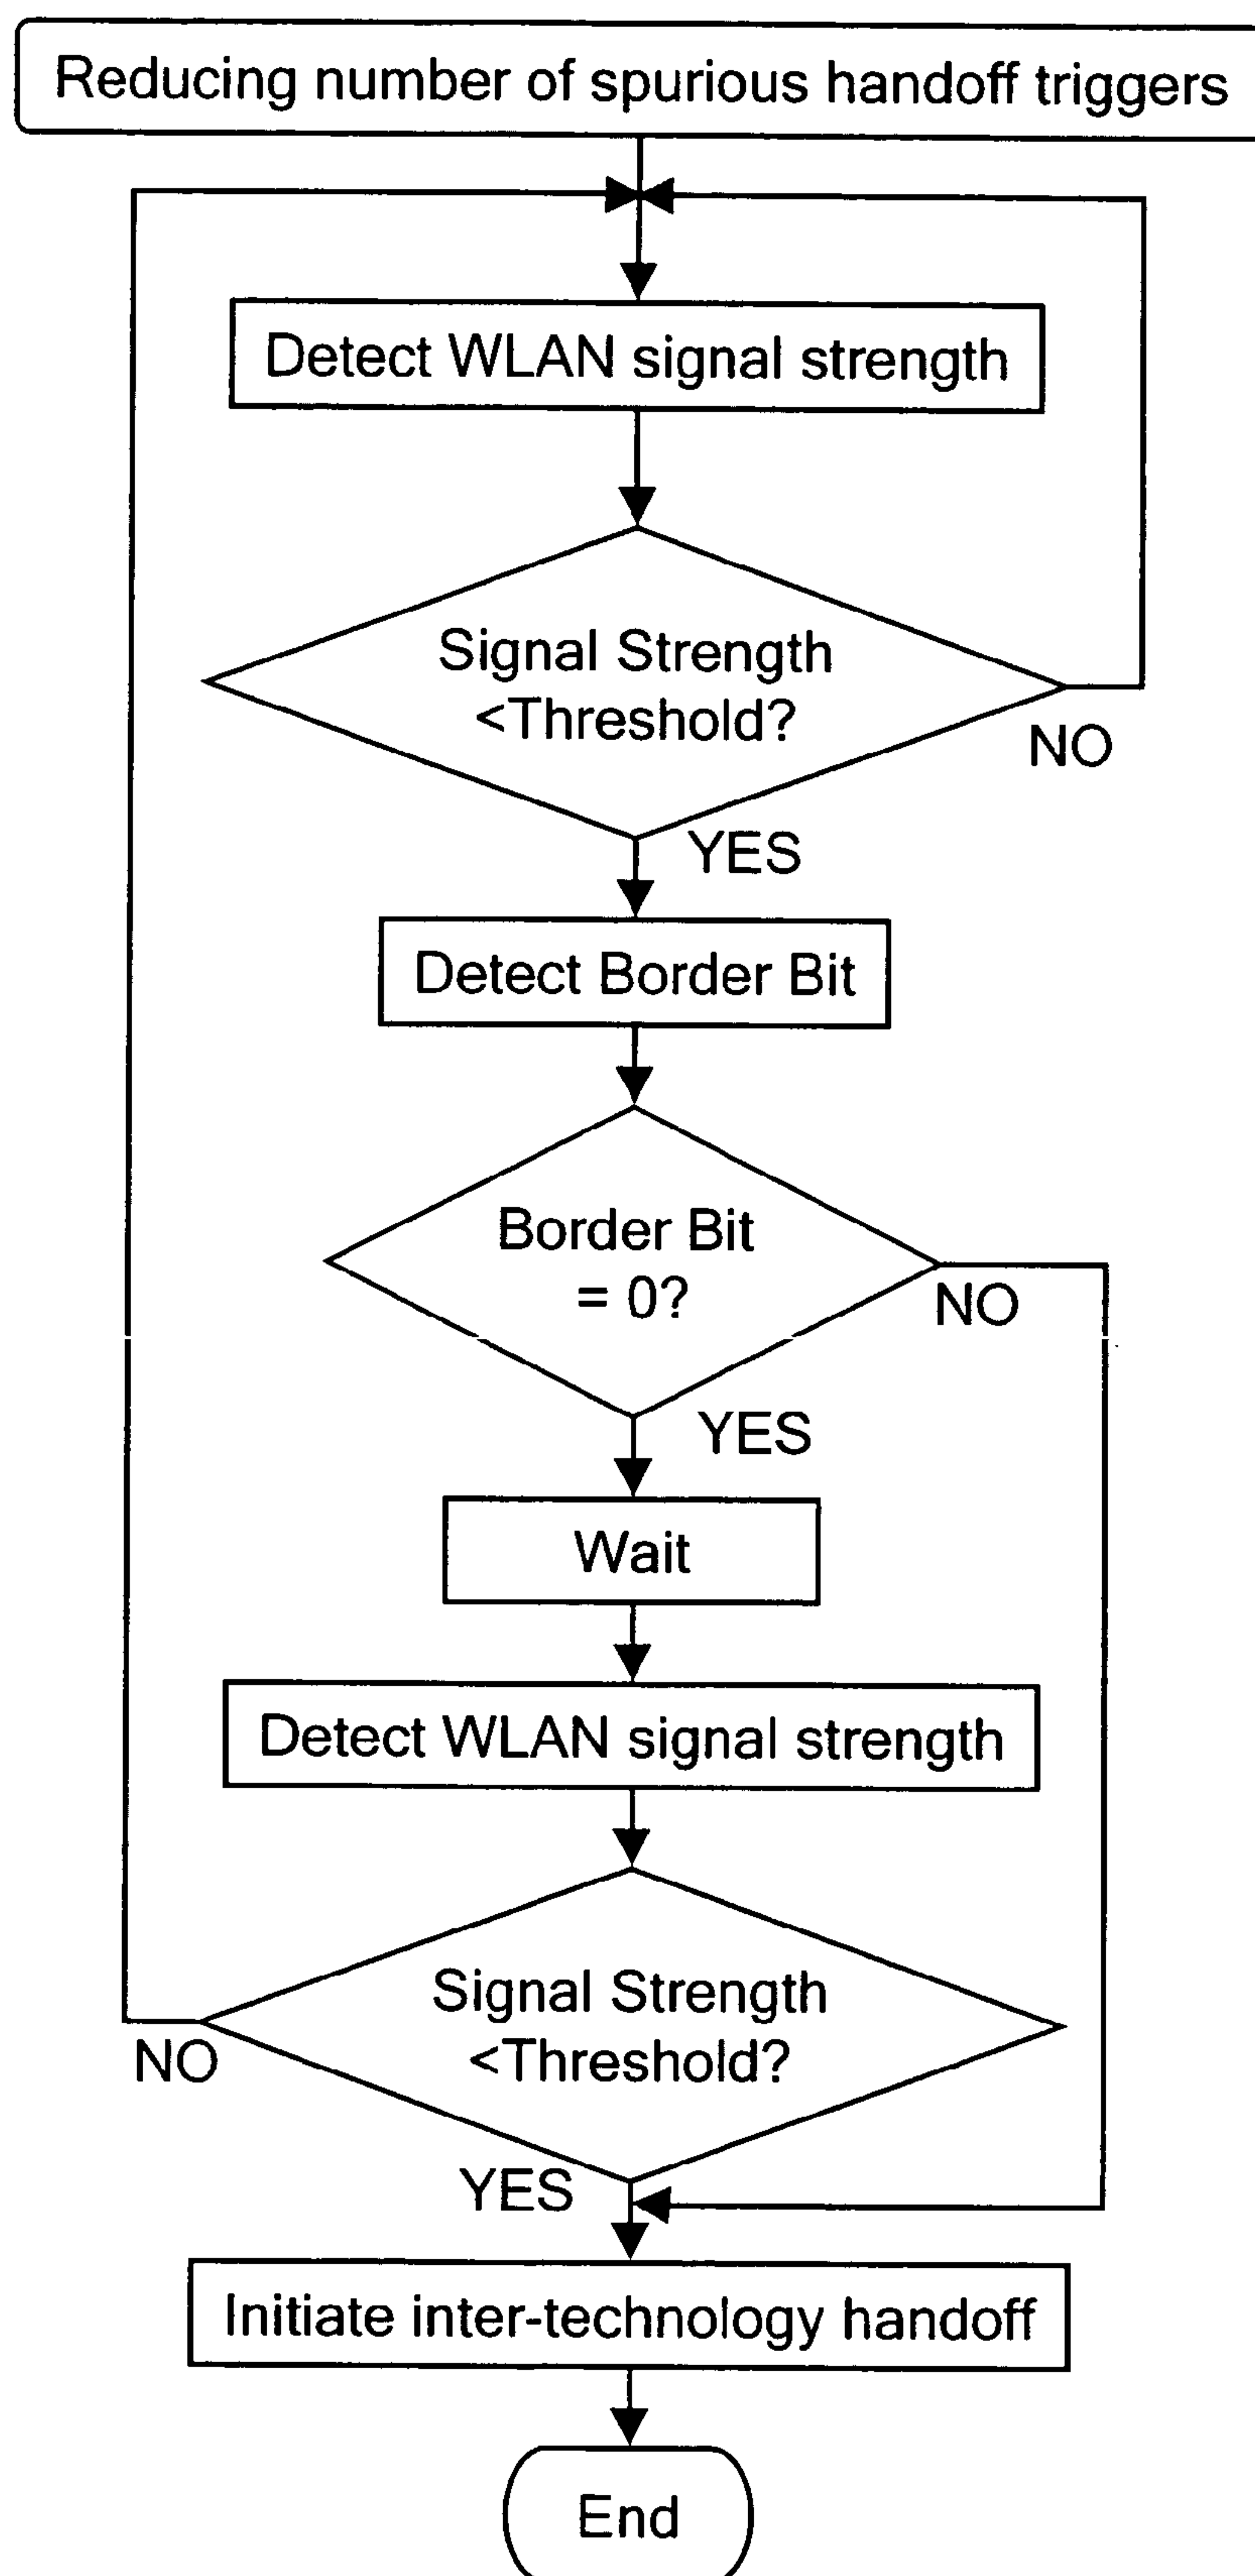 Reducing number of spurious handoff triggers
Detect WLAN signal strength
Signal Strength
<Threshold?
NO
YES
Detect Border Bit
Border Bit
= 0?
NO
YES
Wait
Detect WLAN signal strength
Signal Strength
<Threshold?
NO
YES
Initiate inter-technology handoff
End